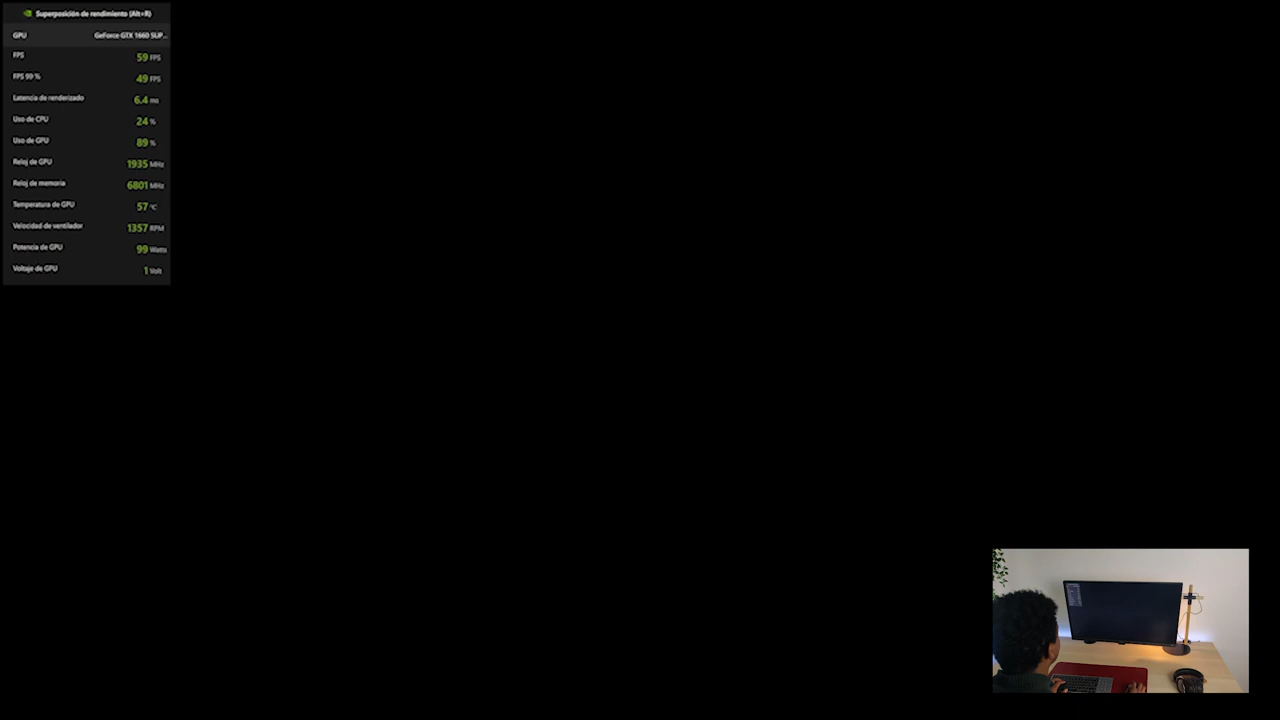 Superposición de rendimiento (Alt+R)
GPU GeForce GTX 1660 SUP...
FPS 59 FPS
FPS 99 % 49 FPS
Latencia de renderizado 6.4 ms
Uso de CPU 24 %
Uso de GPU 89 %
Reloj de GPU 1935 MHz
Reloj de memoria 6801 MHz
Temperatura de GPU 57 °C
Velocidad de ventilador 1357 RPM
Potencia de GPU 99 Watts
Voltaje de GPU 1 Volt